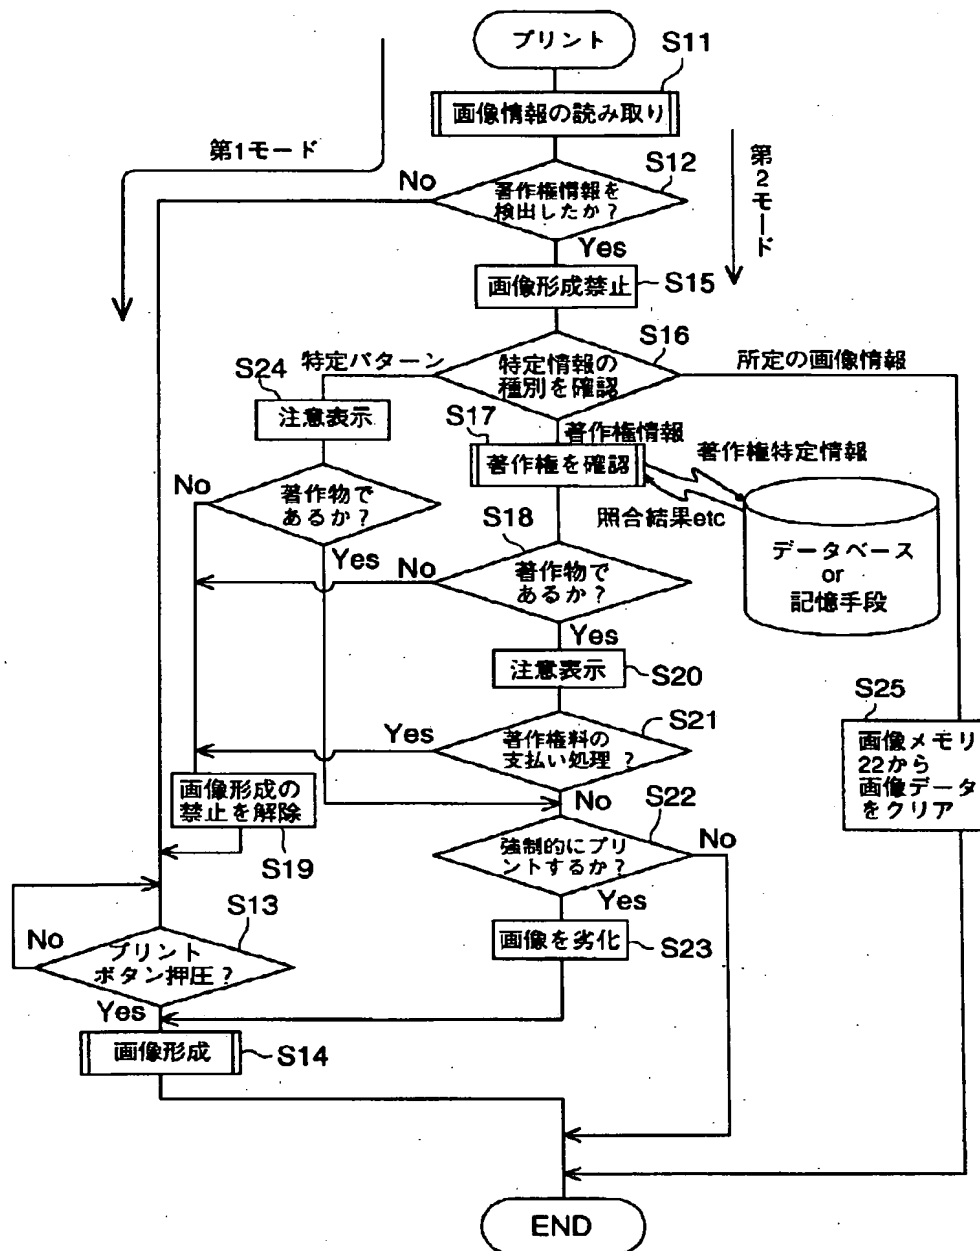 プリント
S11
画像情報の読み取り
第1モード
第2モード
S12
No
著作権情報を
検出したか？
Yes
画像形成禁止
S15
S16
特定パターン
特定情報の
種別を確認
所定の画像情報
S24
注意表示
S17
著作権情報
著作権を確認
著作権特定情報
照合結果etc
No
著作物で
あるか？
Yes
S18
No
著作物で
あるか？
Yes
データベース
or
記憶手段
注意表示
S20
S21
Yes
著作権料の
支払い処理？
No
S25
画像メモリ
22から
画像データ
をクリア
画像形成の
禁止を解除
S19
S22
強制的にプリ
ントするか？
No
Yes
画像を劣化
S23
S13
No
プリント
ボタン押圧？
Yes
画像形成
S14
END